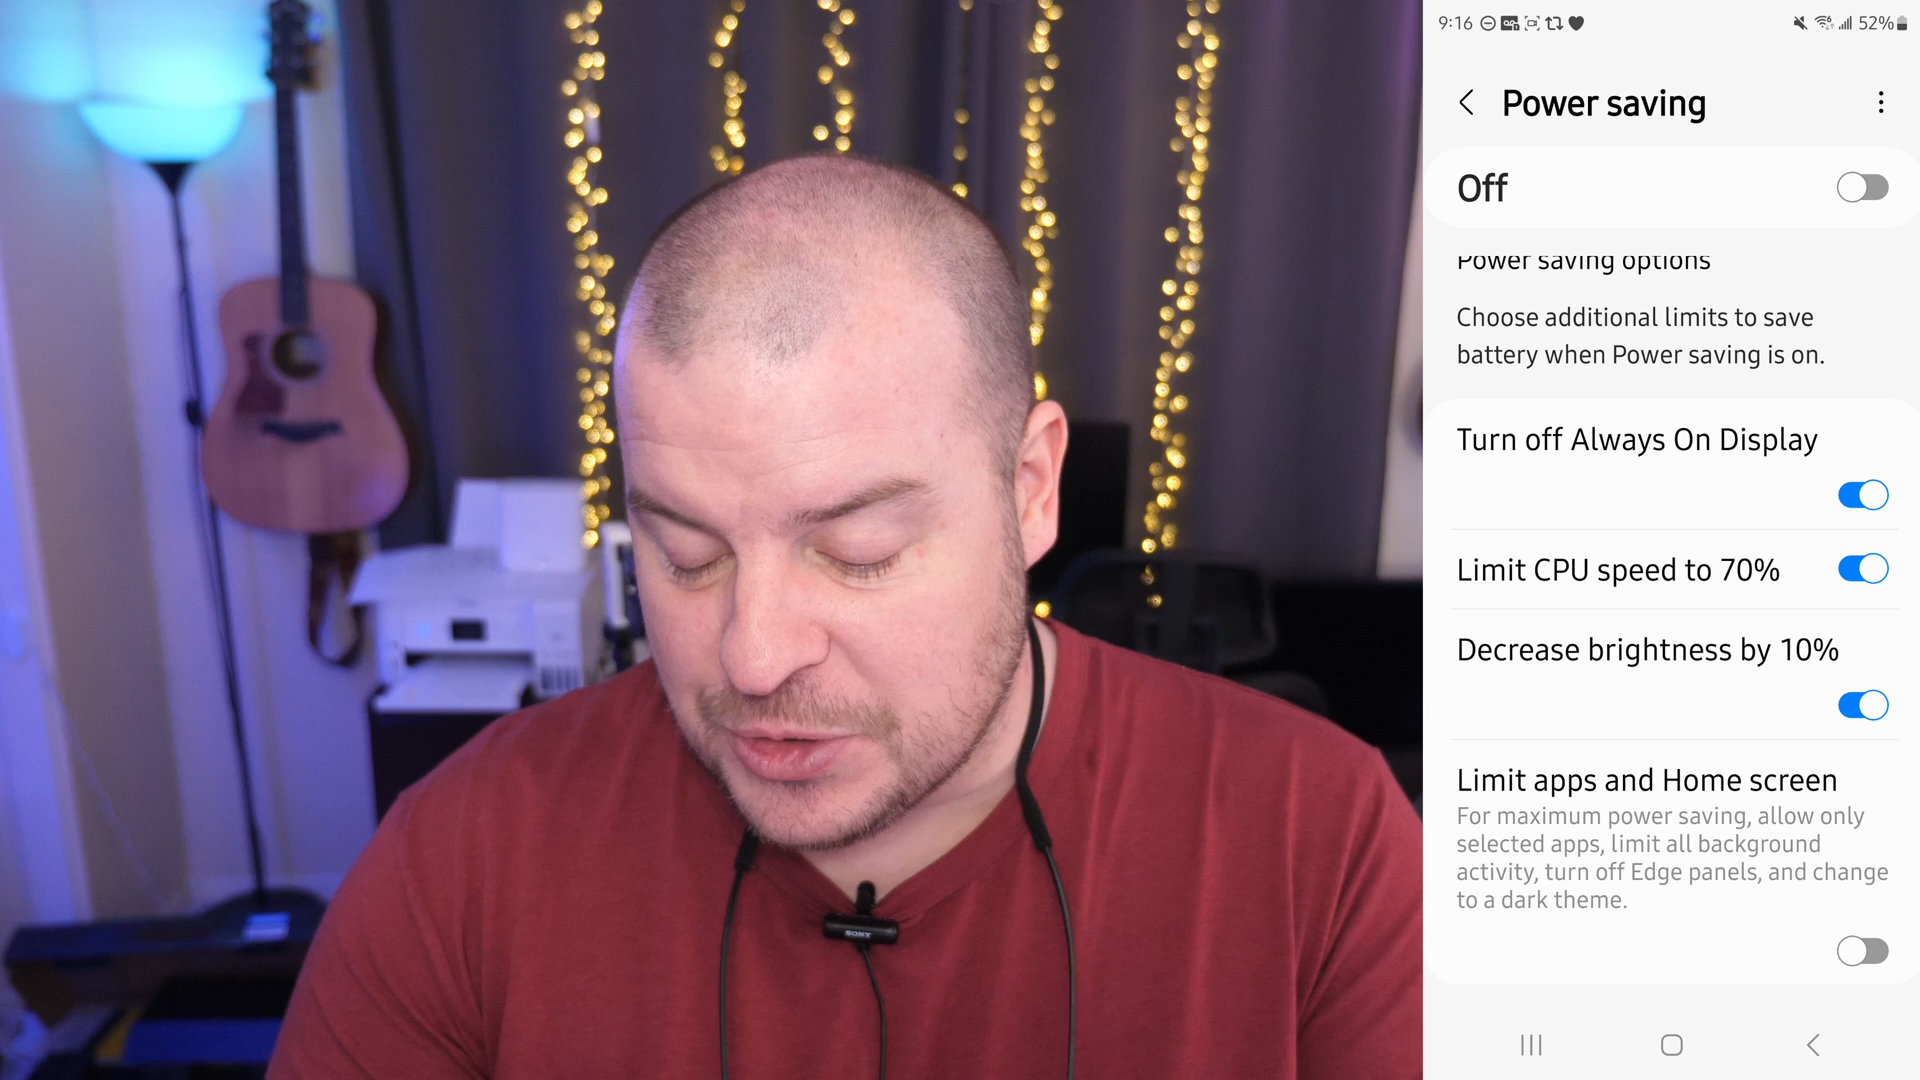 9:16
52%
Power saving
Off
Power saving options
Choose additional limits to save
battery when Power saving is on.
Turn off Always On Display
Limit CPU speed to 70%
Decrease brightness by 10%
Limit apps and Home screen
For maximum power saving, allow only
selected apps, limit all background
activity, turn off Edge panels, and change
to a dark theme.
SONY